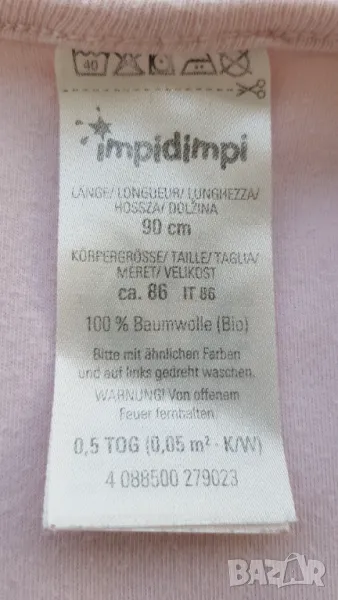 40
impidimpi
LÄNGE/LONGUEUR/LUNGHEZZA/
HOSSZA/DOLŽINA
90 cm
KÖRPERGRÖSSE/TAILLE/TAGLIA/
MÉRET/VELIKOST
ca. 86 IT 86
100 % Baumwolle (Bio)
Bitte mit ähnlichen Farben
und auf links gedreht waschen.
WARNUNG! Von offenem
Feuer fernhalten.
0,5 TOG (0,05 m² · K/W)
4 088500 279023
BAZAR